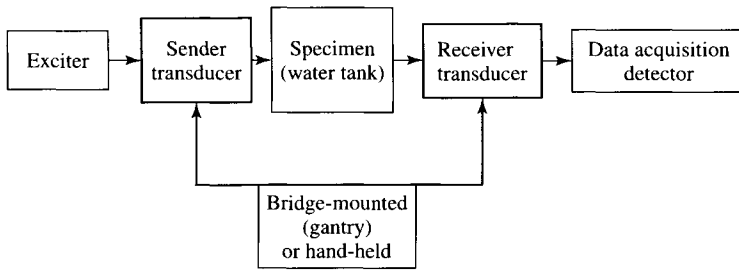 Exciter
Sender
transducer
Specimen
(water tank)
Receiver
transducer
Data acquisition
detector
Bridge-mounted
(gantry)
or hand-held